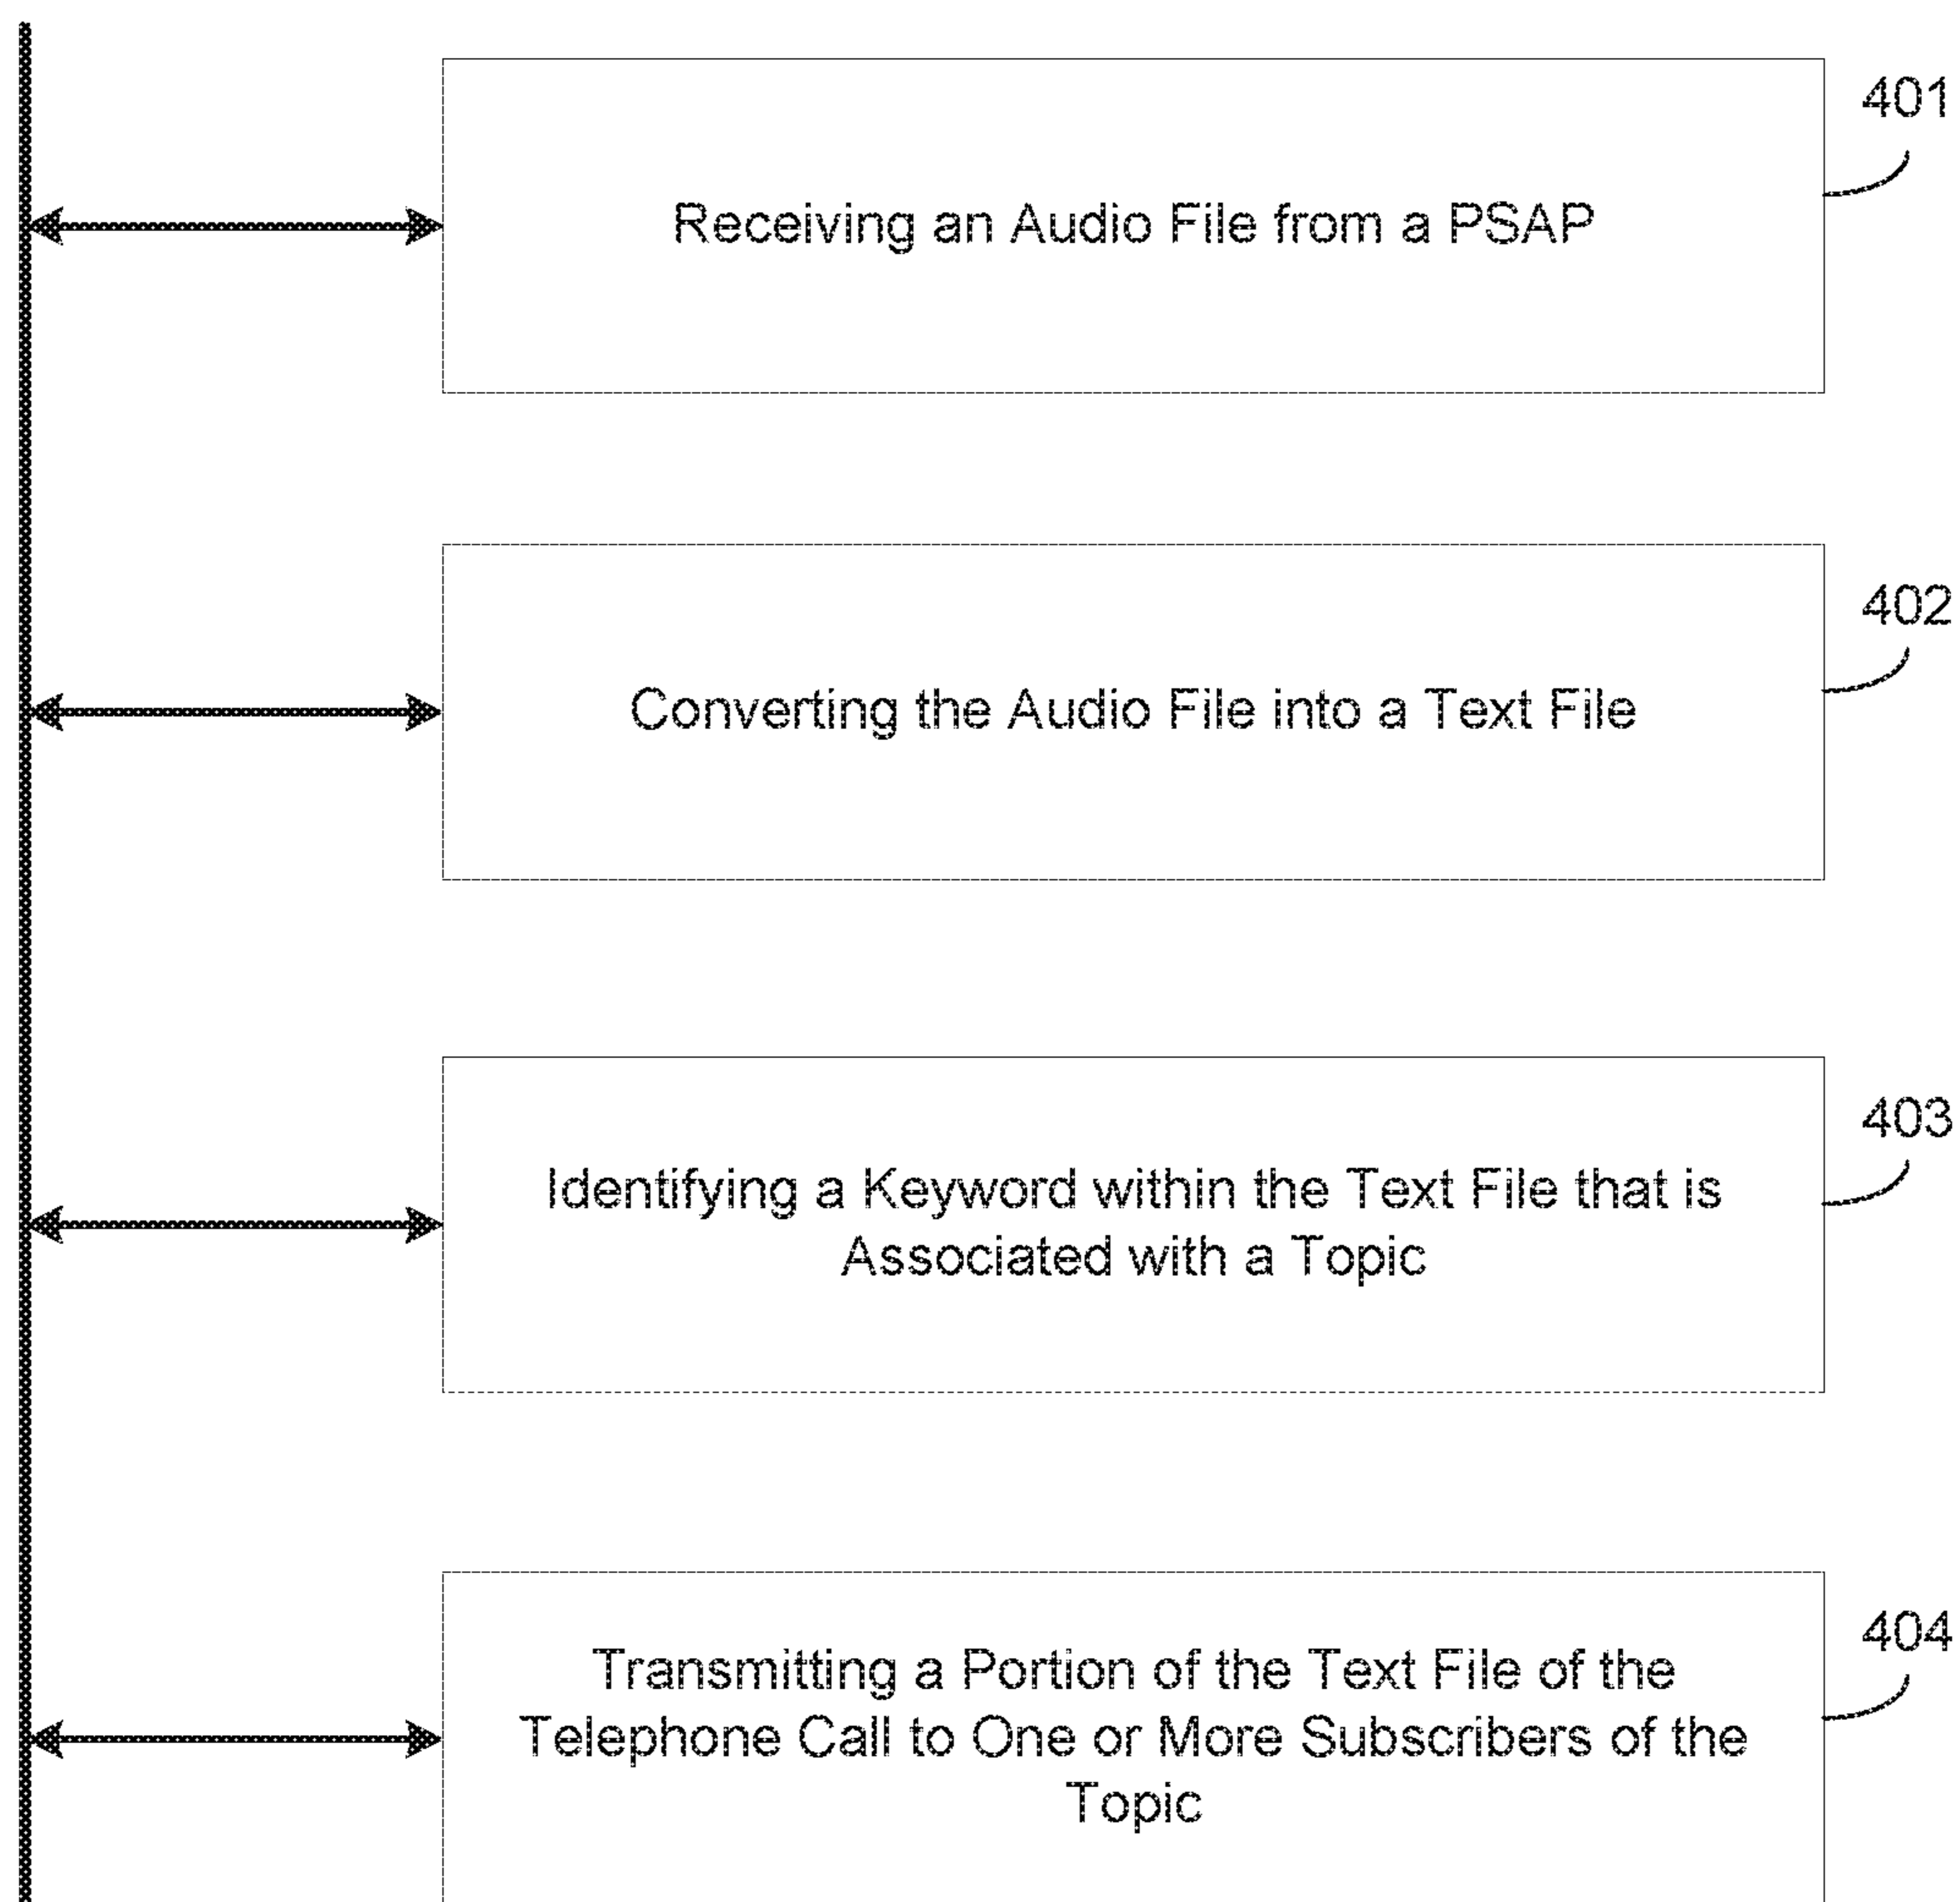 401
Receiving an Audio File from a PSAP
402
Converting the Audio File into a Text File
403
Identifying a Keyword within the Text File that is
Associated with a Topic
404
Transmitting a Portion of the Text File of the
Telephone Call to One or More Subscribers of the
Topic